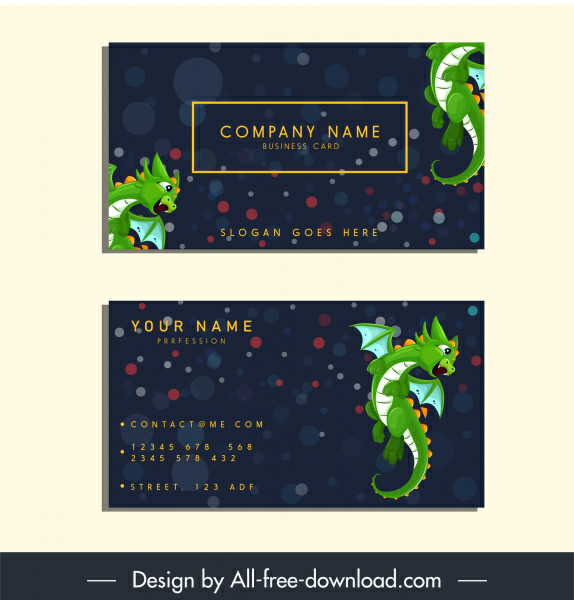 COMPANY NAME
BUSINESS CARD
SLOGAN GOES HERE
YOUR NAME
PRRFESSION
CONTACT@ME.COM
12345 678 568
2345 578 432
STREET. 123 ADF
Design by All-free-download.com